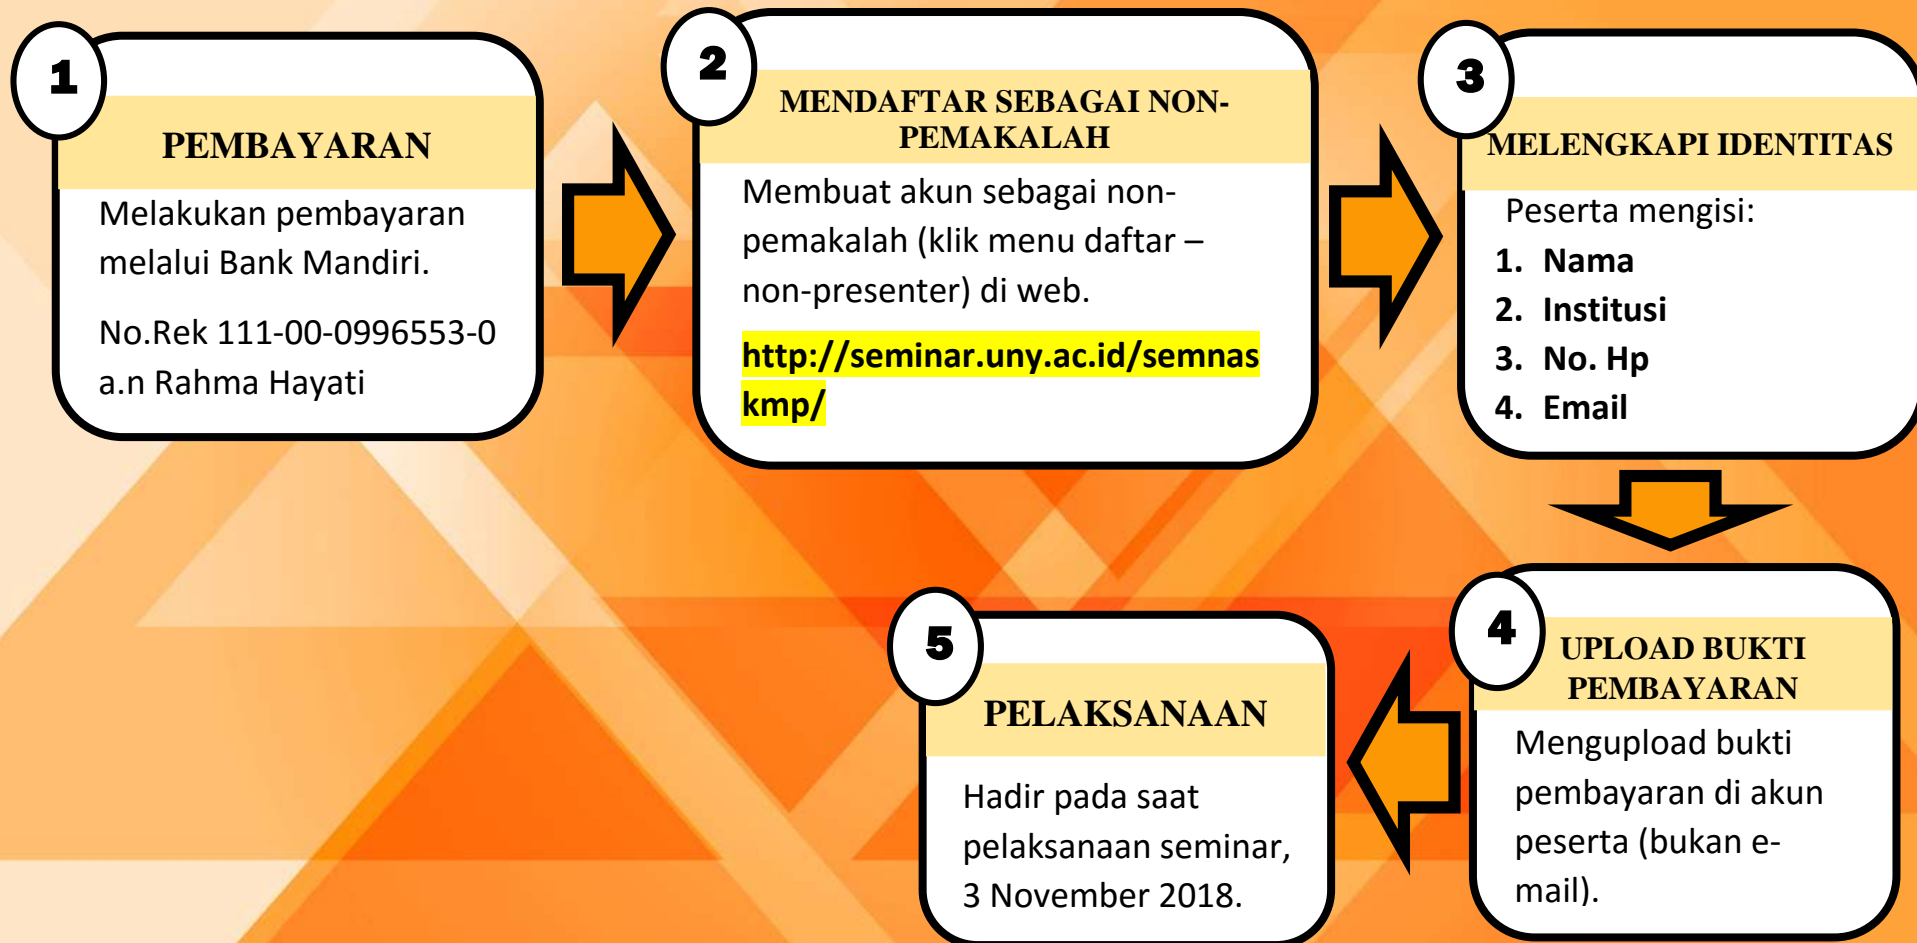 1
PEMBAYARAN
Melakukan pembayaran
melalui Bank Mandiri.
No.Rek 111-00-0996553-0
a.n Rahma Hayati
2
MENDAFTAR SEBAGAI NON-
PEMAKALAH
Membuat akun sebagai non-
pemakalah (klik menu daftar –
non-presenter) di web.
http://seminar.uny.ac.id/semnas
kmp/
3
MELENGKAPI IDENTITAS
Peserta mengisi:
1. Nama
2. Institusi
3. No. Hp
4. Email
4
UPLOAD BUKTI
PEMBAYARAN
Mengupload bukti
pembayaran di akun
peserta (bukan e-
mail).
5
PELAKSANAAN
Hadir pada saat
pelaksanaan seminar,
3 November 2018.